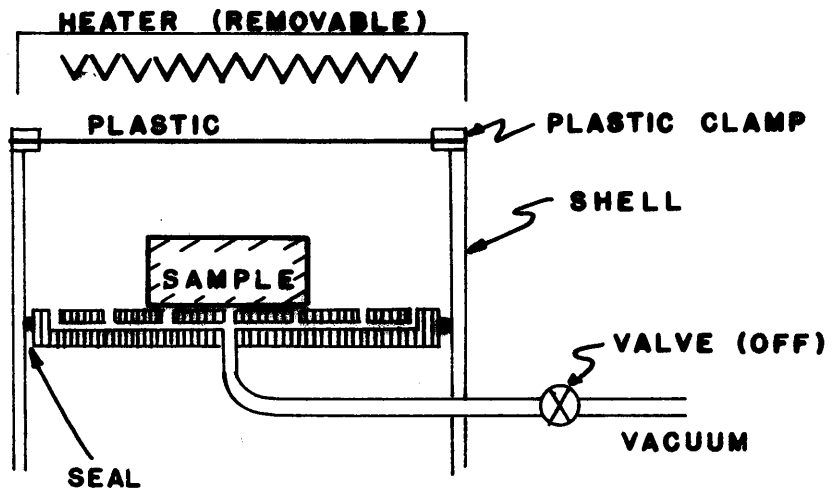 HEATER (REMOVABLE)
PLASTIC
PLASTIC CLAMP
SHELL
SAMPLE
VALVE (OFF)
VACUUM
SEAL